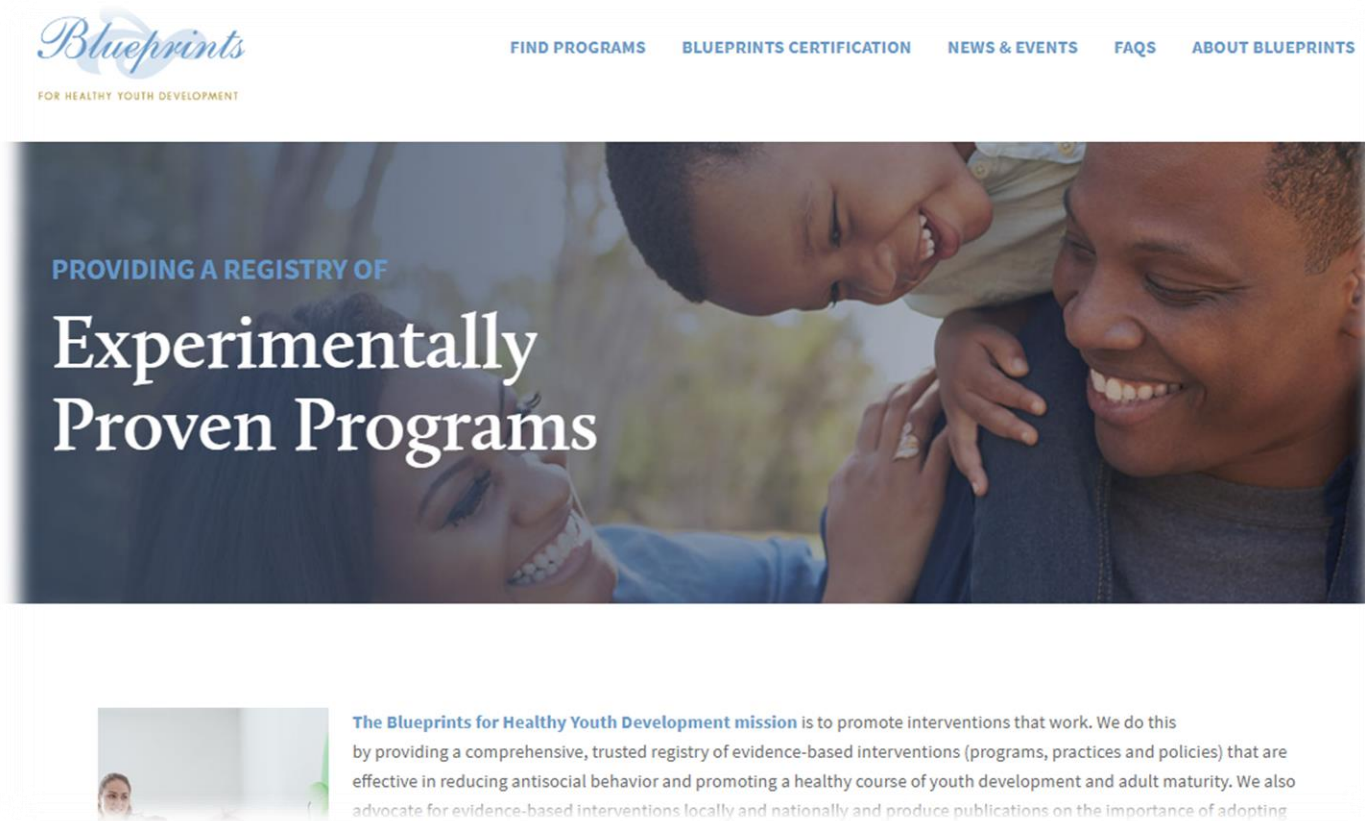 Blueprints
FOR HEALTHY YOUTH DEVELOPMENT
FIND PROGRAMS BLUEPRINTS CERTIFICATION NEWS & EVENTS FAQS ABOUT BLUEPRINTS
PROVIDING A REGISTRY OF
Experimentally
Proven Programs
The Blueprints for Healthy Youth Development mission is to promote interventions that work. We do this
by providing a comprehensive, trusted registry of evidence-based interventions (programs, practices and policies) that are
effective in reducing antisocial behavior and promoting a healthy course of youth development and adult maturity. We also
advocate for evidence-based interventions locally and nationally and produce publications on the importance of adopting